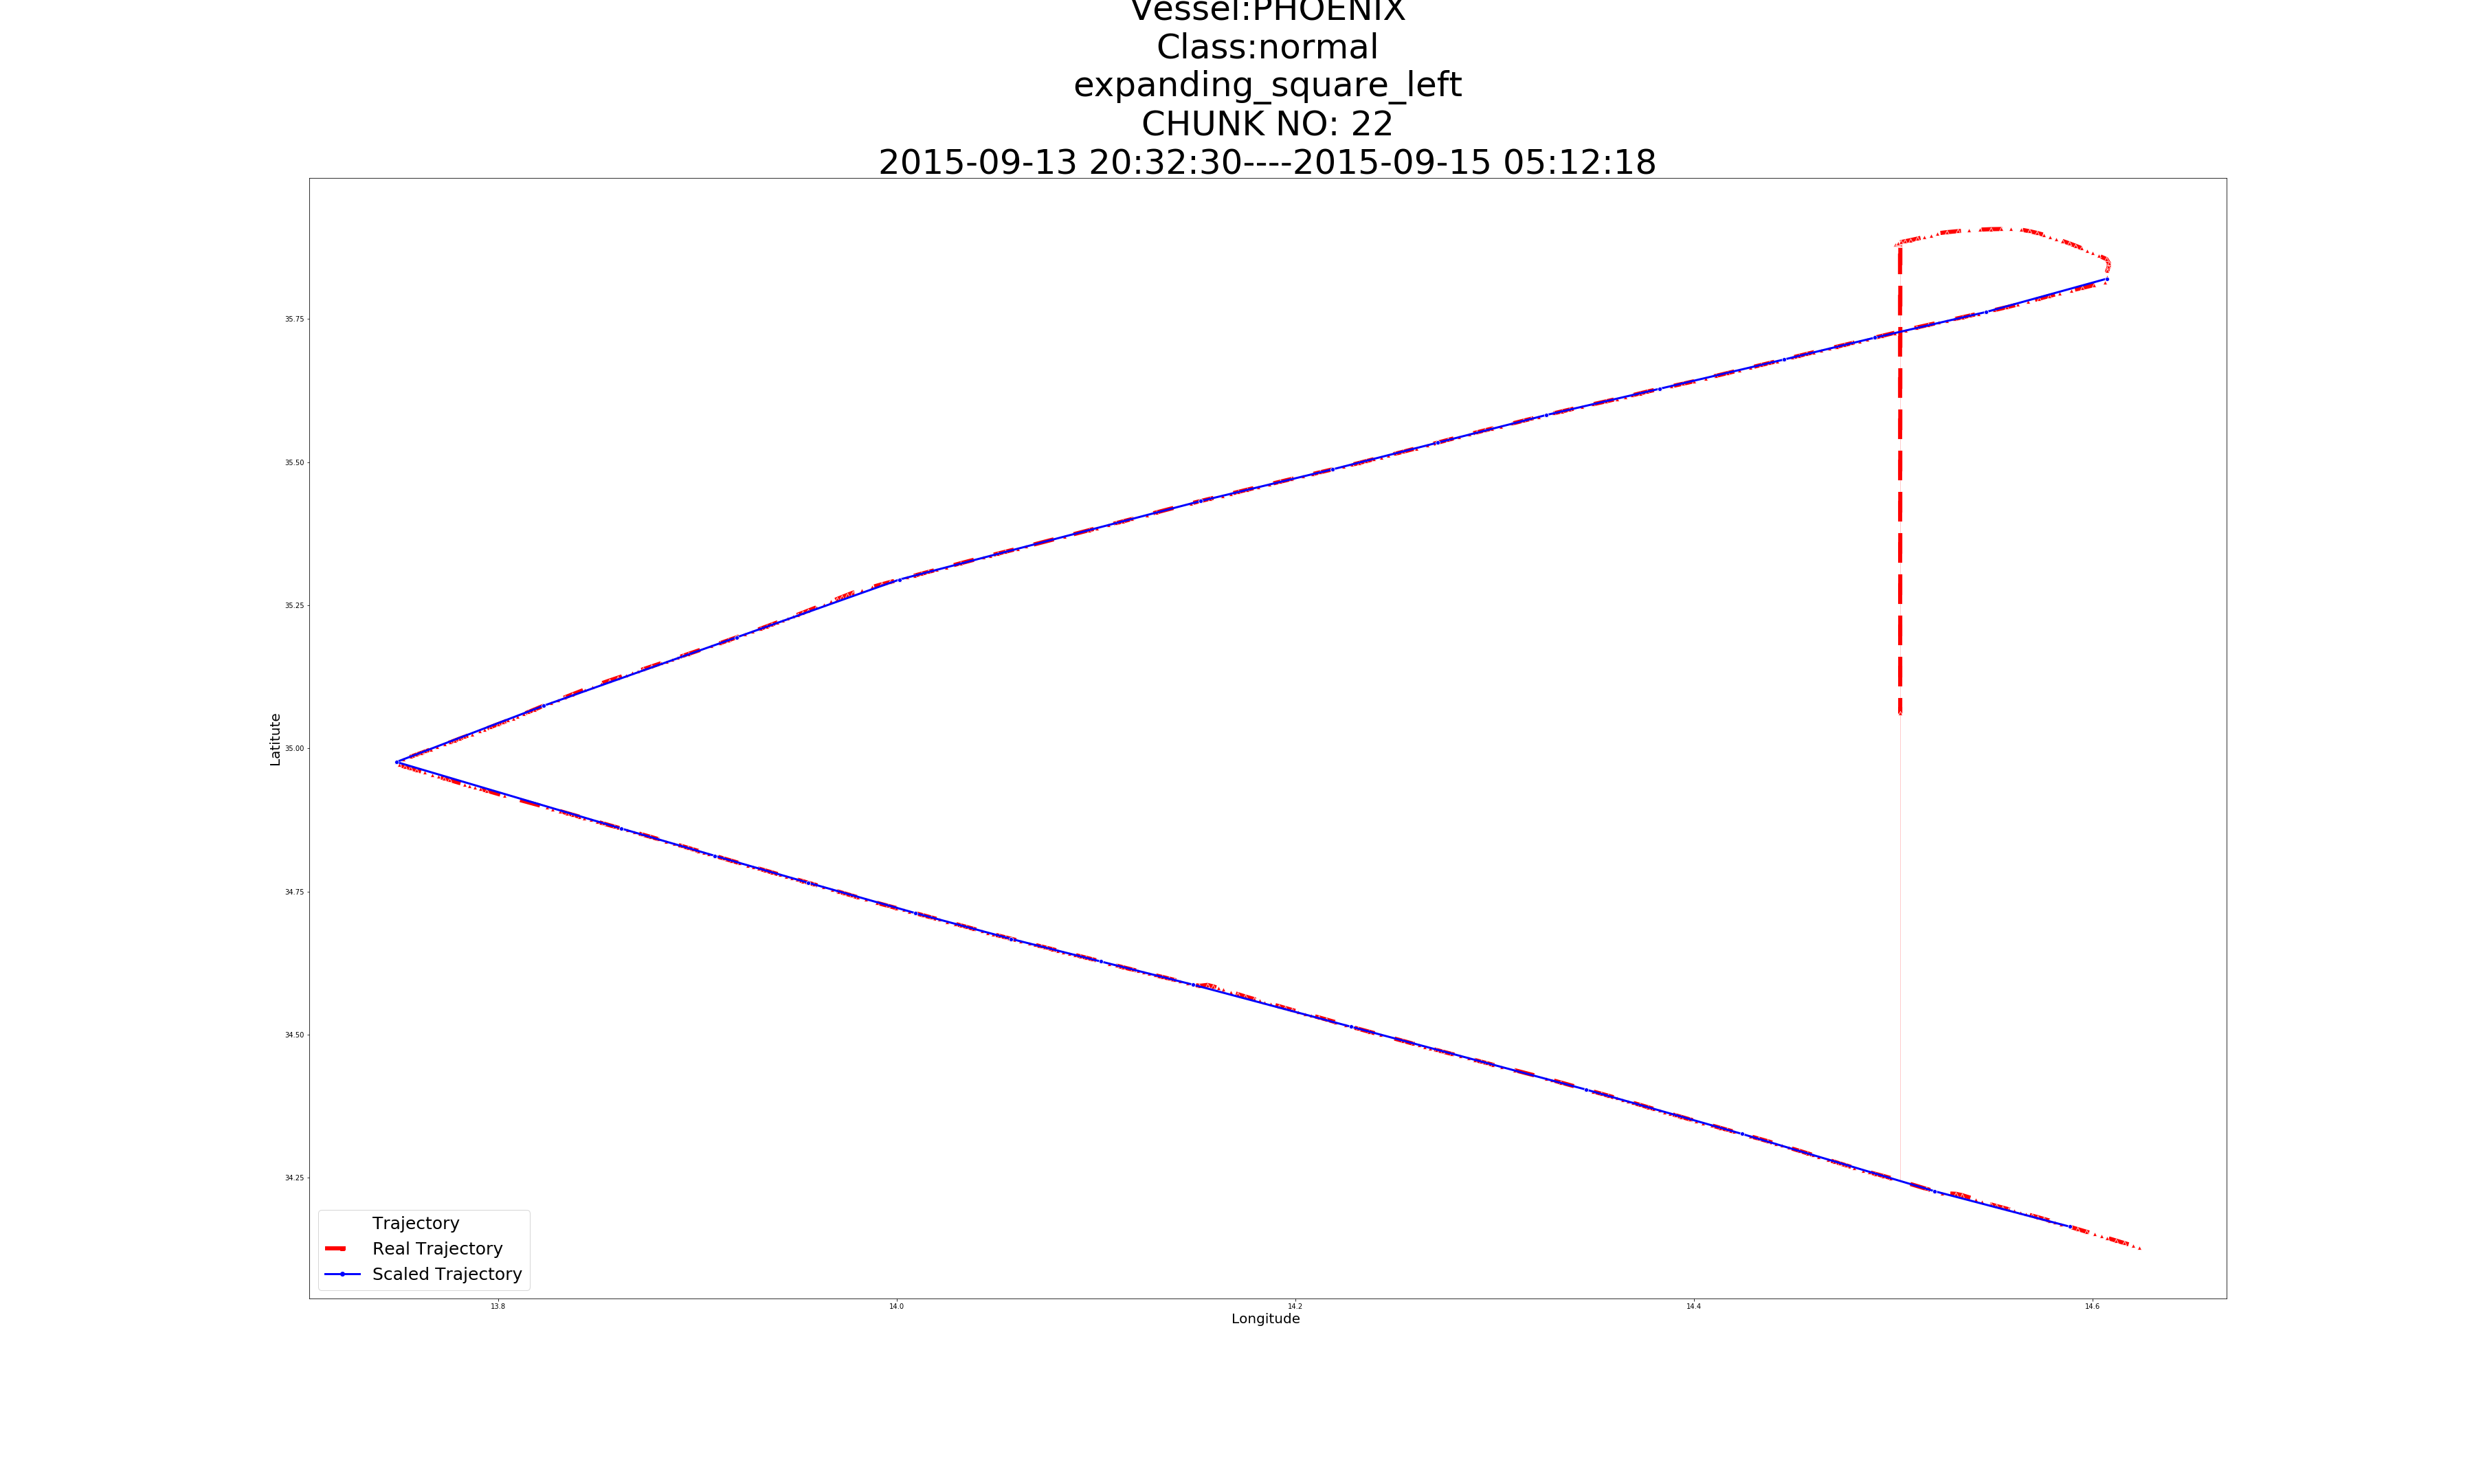 Vessel:PHOENIX
Class:normal
expanding_square_left
CHUNK NO: 22
2015-09-13 20:32:30----2015-09-15 05:12:18
35.75
35.50
35.25
35.00
34.75
34.50
34.25
Latitute
Trajectory
Real Trajectory
Scaled Trajectory
13.8
14.0
14.2
14.4
14.6
Longitude